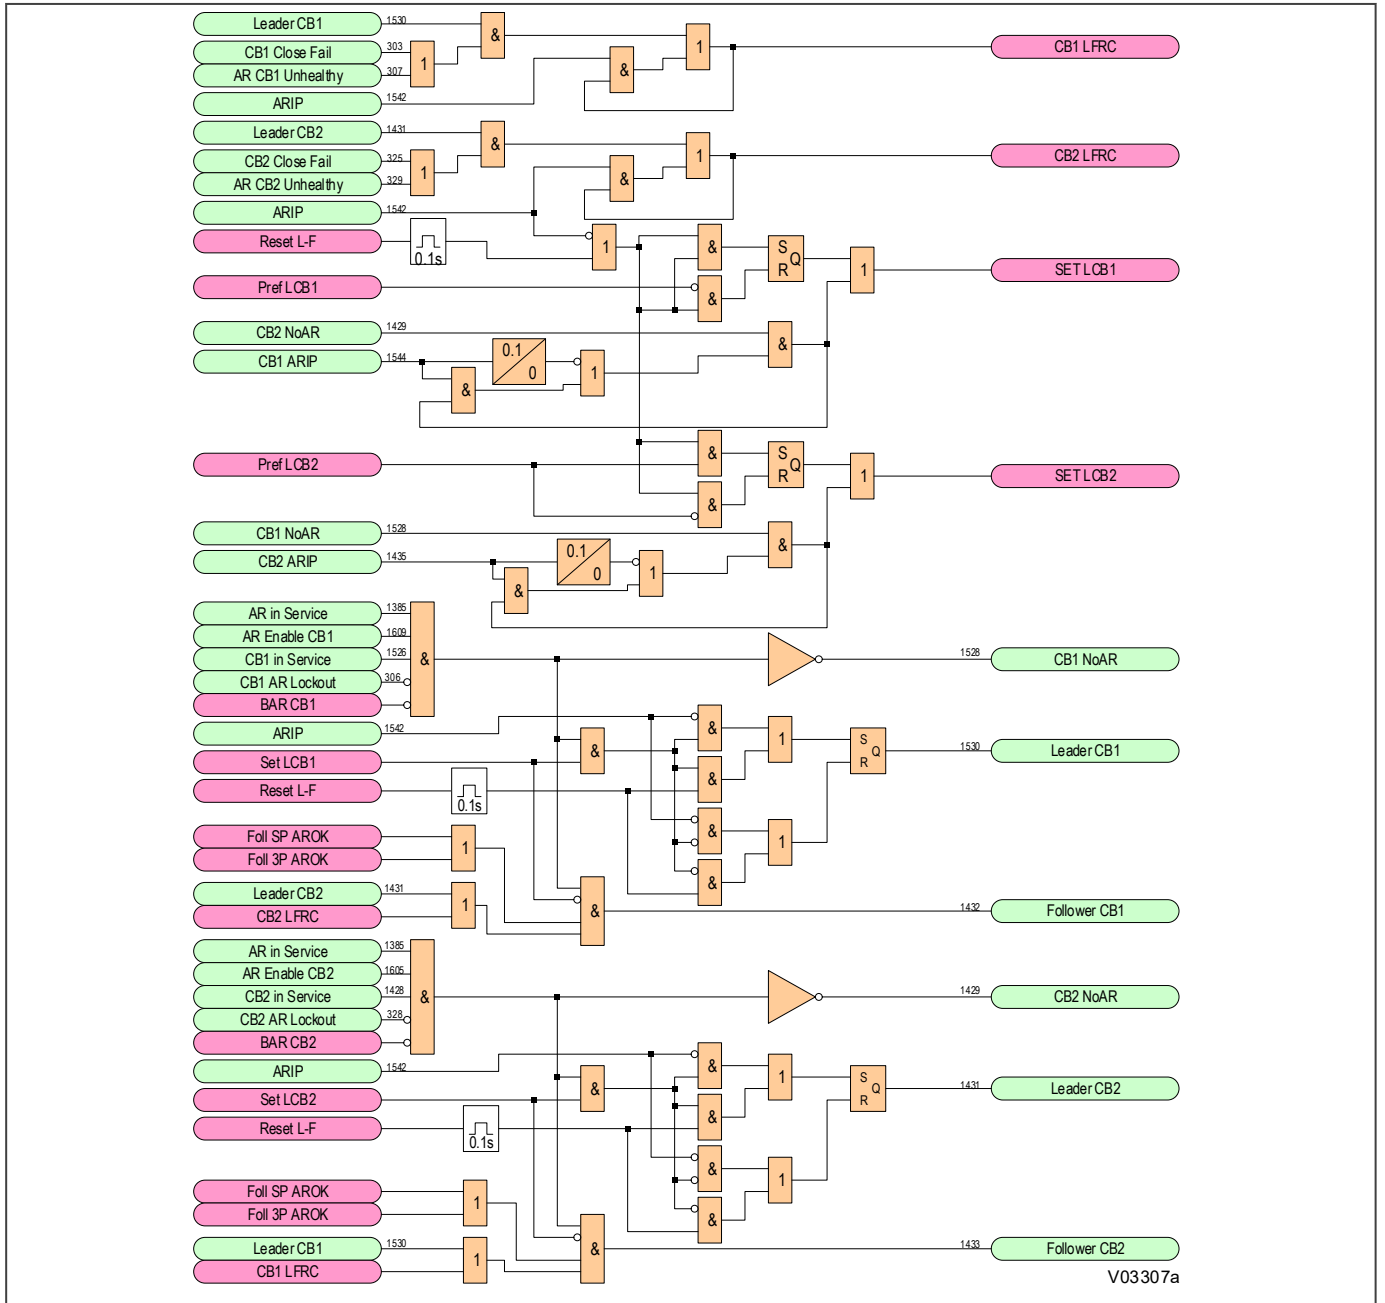 Leader CB1 1530 &
CB1 Close Fail 303 1 1 CB1 LFRC
AR CB1 Unhealthy 307 &
ARIP 1542
Leader CB2 1431 &
CB2 Close Fail 325 1 1 CB2 LFRC
AR CB2 Unhealthy 329 &
ARIP 1542
Reset L-F 0.1s 1 & S Q R 1 SET LCB1
Pref LCB1 &
CB2 NoAR 1429 &
CB1 ARIP 1544 0.1 0 1
&
Pref LCB2 & S Q R 1 SET LCB2
&
CB1 NoAR 1528 &
CB2 ARIP 1435 0.1 0 1
&
AR in Service 1385
AR Enable CB1 1609
CB1 in Service 1526 & 1528 CB1 NoAR
CB1 AR Lockout 306
BAR CB1
ARIP 1542 & 1
Set LCB1 & S Q R 1530 Leader CB1
Reset L-F 0.1s &
Foll SP AROK 1 & 1
Foll 3P AROK
Leader CB2 1431 1 &
CB2 LFRC & 1432 Follower CB1
AR in Service 1385
AR Enable CB2 1605
CB2 in Service 1428 & 1429 CB2 NoAR
CB2 AR Lockout 328
BAR CB2
ARIP 1542 & 1
Set LCB2 & S Q R 1431 Leader CB2
Reset L-F 0.1s &
Foll SP AROK 1 & 1
Foll 3P AROK &
Leader CB1 1530 1 & 1433 Follower CB2
CB1 LFRC
V03307a